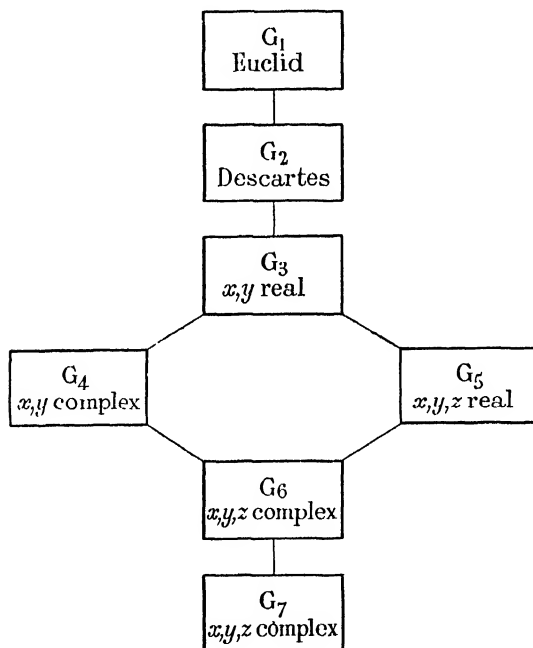 G₁
Euclid
G₂
Descartes
G₃
x,y real
G₄
x,y complex
G₅
x,y,z real
G₆
x,y,z complex
G₇
x,y,z complex